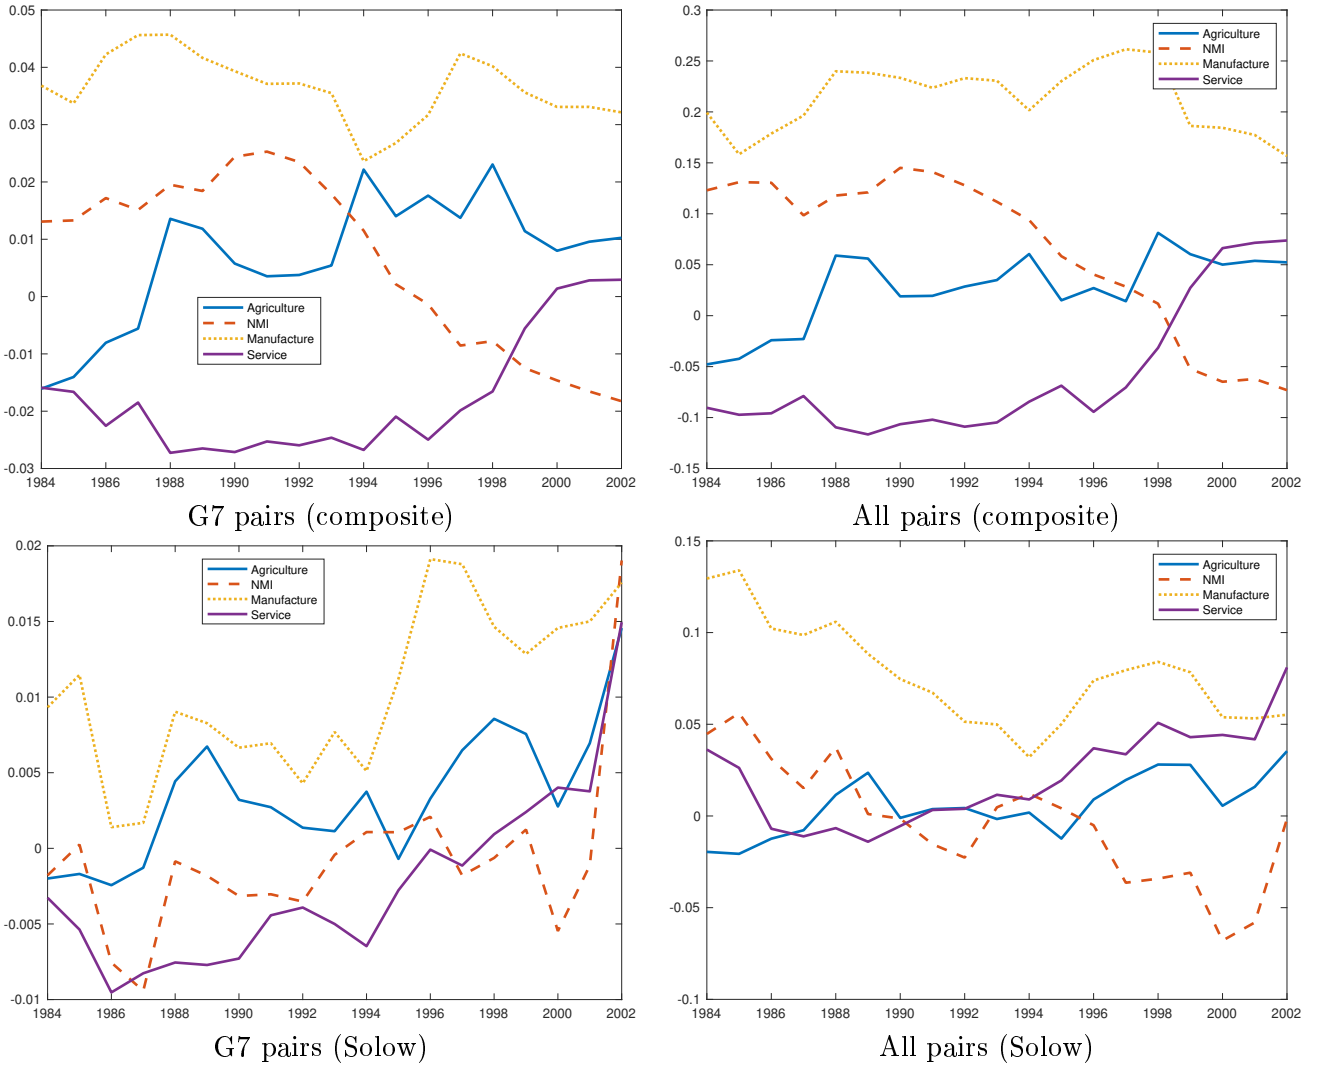 0.05
0.04
0.03
0.02
0.01
0
-0.01
-0.02
-0.03
1984 1986 1988 1990 1992 1994 1996 1998 2000 2002
Agriculture
NMI
Manufacture
Service
G7 pairs (composite)
0.3
0.25
0.2
0.15
0.1
0.05
0
-0.05
-0.1
-0.15
1984 1986 1988 1990 1992 1994 1996 1998 2000 2002
Agriculture
NMI
Manufacture
Service
All pairs (composite)
0.02
0.015
0.01
0.005
0
-0.005
-0.01
1984 1986 1988 1990 1992 1994 1996 1998 2000 2002
Agriculture
NMI
Manufacture
Service
G7 pairs (Solow)
0.15
0.1
0.05
0
-0.05
-0.1
1984 1986 1988 1990 1992 1994 1996 1998 2000 2002
Agriculture
NMI
Manufacture
Service
All pairs (Solow)